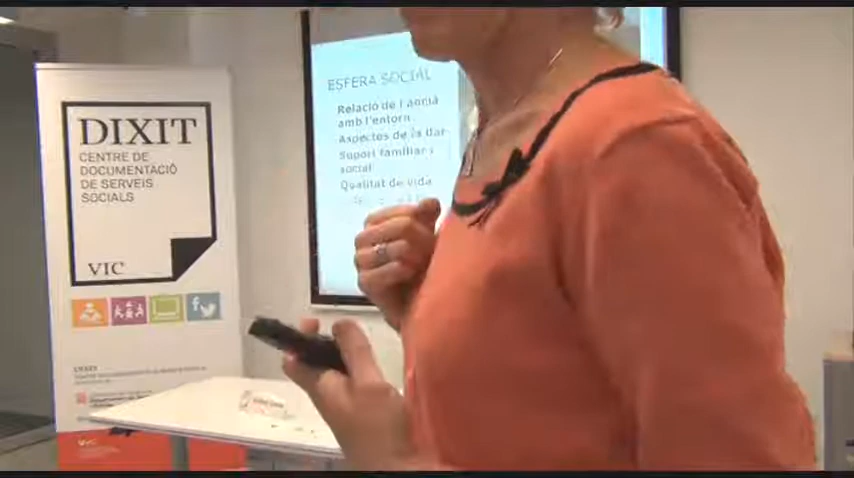 DIXIT
CENTRE DE
DOCUMENTACIÓ
DE SERVEIS
SOCIALS
VIC
ESFERA SOCIAL
Relació de l'ancià
amb l'entorn
Aspectes de la llar
Suport familiar i
social
Qualitat de vida
DIXIT